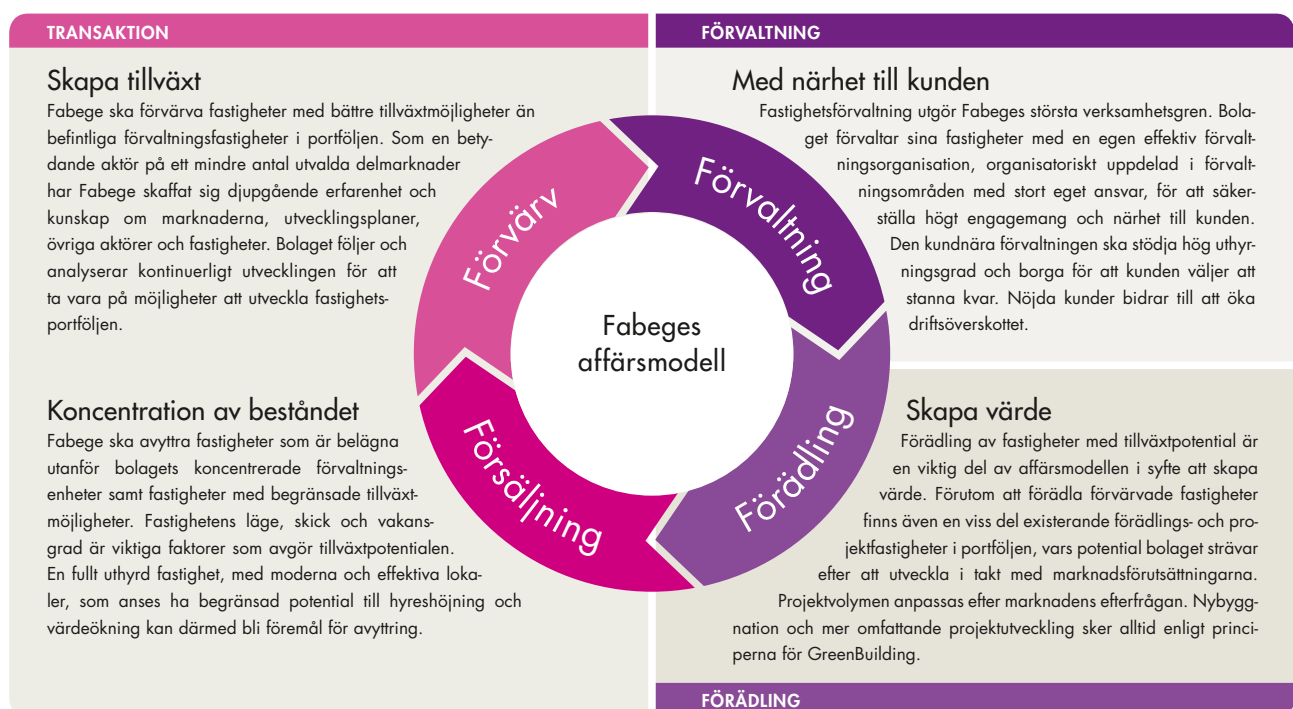 TRANSAKTION
Skapa tillväxt
Fabege ska förvärva fastigheter med bättre tillväxtmöjligheter än
befintliga förvaltningsfastigheter i portföljen. Som en bety-
dande aktör på ett mindre antal utvalda delmarknader
har Fabege skaffat sig djupgående erfarenhet och
kunskap om marknaderna, utvecklingsplaner,
övriga aktörer och fastigheter. Bolaget följer och
analyserar kontinuerligt utvecklingen för att
ta vara på möjligheter att utveckla fastighets-
portföljen.
Koncentration av beståndet
Fabege ska avyttra fastigheter som är belägna
utanför bolagets koncentrerade förvaltnings-
enheter samt fastigheter med begränsade tillväxt-
möjligheter. Fastighetens läge, skick och vakans-
grad är viktiga faktorer som avgör tillväxtpotentialen.
En fullt uthyrd fastighet, med moderna och effektiva loka-
ler, som anses ha begränsad potential till hyreshöjning och
värdeökning kan därmed bli föremål för avyttring.
Förvärv
Förvaltning
Fabeges
affärsmodell
Försäljning
Förädling
FÖRVALTNING
Med närhet till kunden
Fastighetsförvaltning utgör Fabeges största verksamhetsgren. Bola-
get förvaltar sina fastigheter med en egen effektiv förvalt-
ningsorganisation, organisatoriskt uppdelad i förvalt-
ningsområden med stort eget ansvar, för att säker-
ställa högt engagemang och närhet till kunden.
Den kundnära förvaltningen ska stödja hög uthyr-
ningsgrad och borga för att kunden väljer att
stanna kvar. Nöjda kunder bidrar till att öka
driftsöverskottet.
Skapa värde
Förädling av fastigheter med tillväxtpotential är
en viktig del av affärsmodellen i syfte att skapa
värde. Förutom att förädla förvärvade fastigheter
finns även en viss del existerande förädlings- och pro-
jektfastigheter i portföljen, vars potential bolaget strävar
efter att utveckla i takt med marknadsförutsättningarna.
Projektvolymen anpassas efter marknadens efterfrågan. Nybygg-
nation och mer omfattande projektutveckling sker alltid enligt princi-
perna för GreenBuilding.
FÖRÄDLING